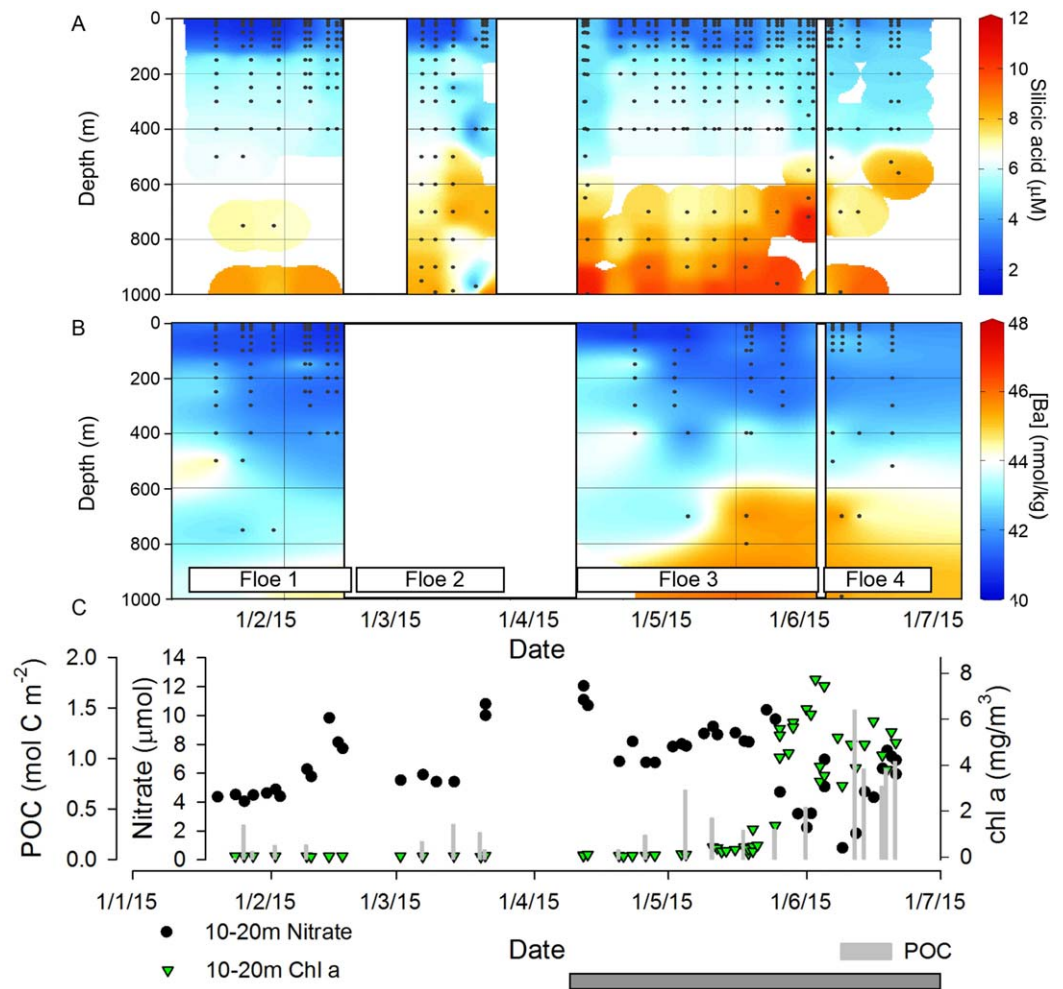 A
0
200
400
600
800
1000
Depth (m)
12
10
8
6
4
2
Silicic acid (μM)
B
0
200
400
600
800
1000
Depth (m)
48
46
44
42
40
[Ba] (nmol/kg)
Floe 1
Floe 2
Floe 3
Floe 4
1/2/15
1/3/15
1/4/15
1/5/15
1/6/15
1/7/15
Date
C
POC (mol C m⁻²)
2.0
1.5
1.0
0.5
0.0
Nitrate (μmol)
14
12
10
8
6
4
2
0
8
6
4
2
0
chl a (mg/m³)
1/1/15
1/2/15
1/3/15
1/4/15
1/5/15
1/6/15
1/7/15
Date
10-20m Nitrate
10-20m Chl a
POC